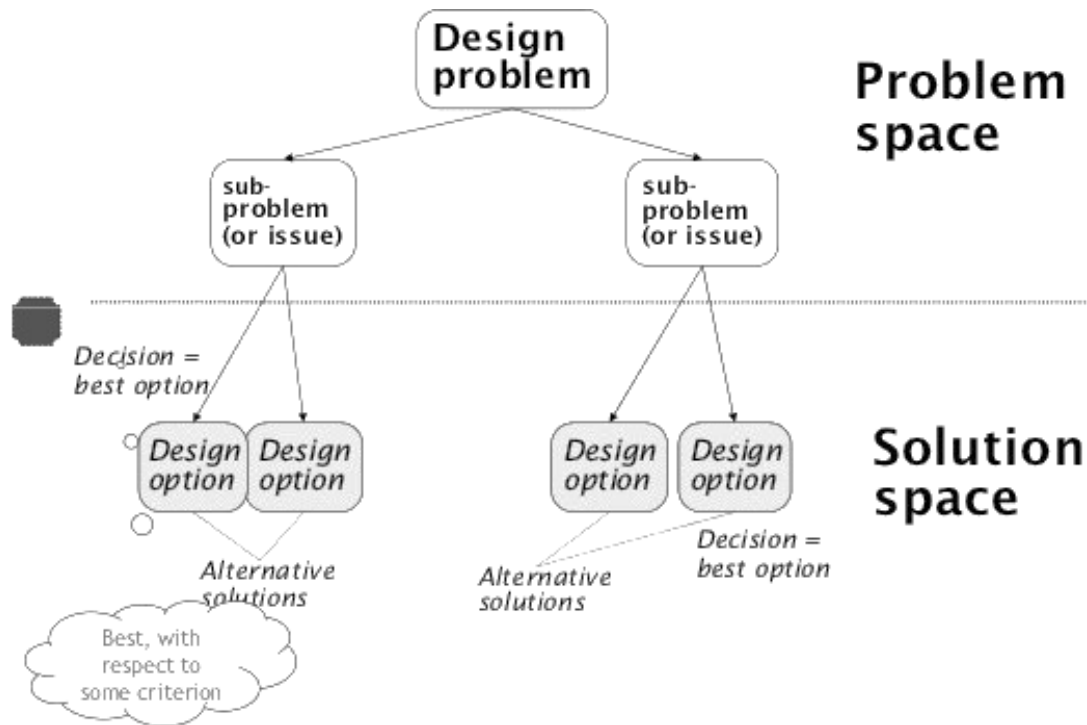 Design
problem
Problem
space
sub-
problem
(or issue)
sub-
problem
(or issue)
Decision =
best option
Design
option
Design
option
Design
option
Design
option
Solution
space
Alternative
solutions
Alternative
solutions
Decision =
best option
Best, with
respect to
some criterion